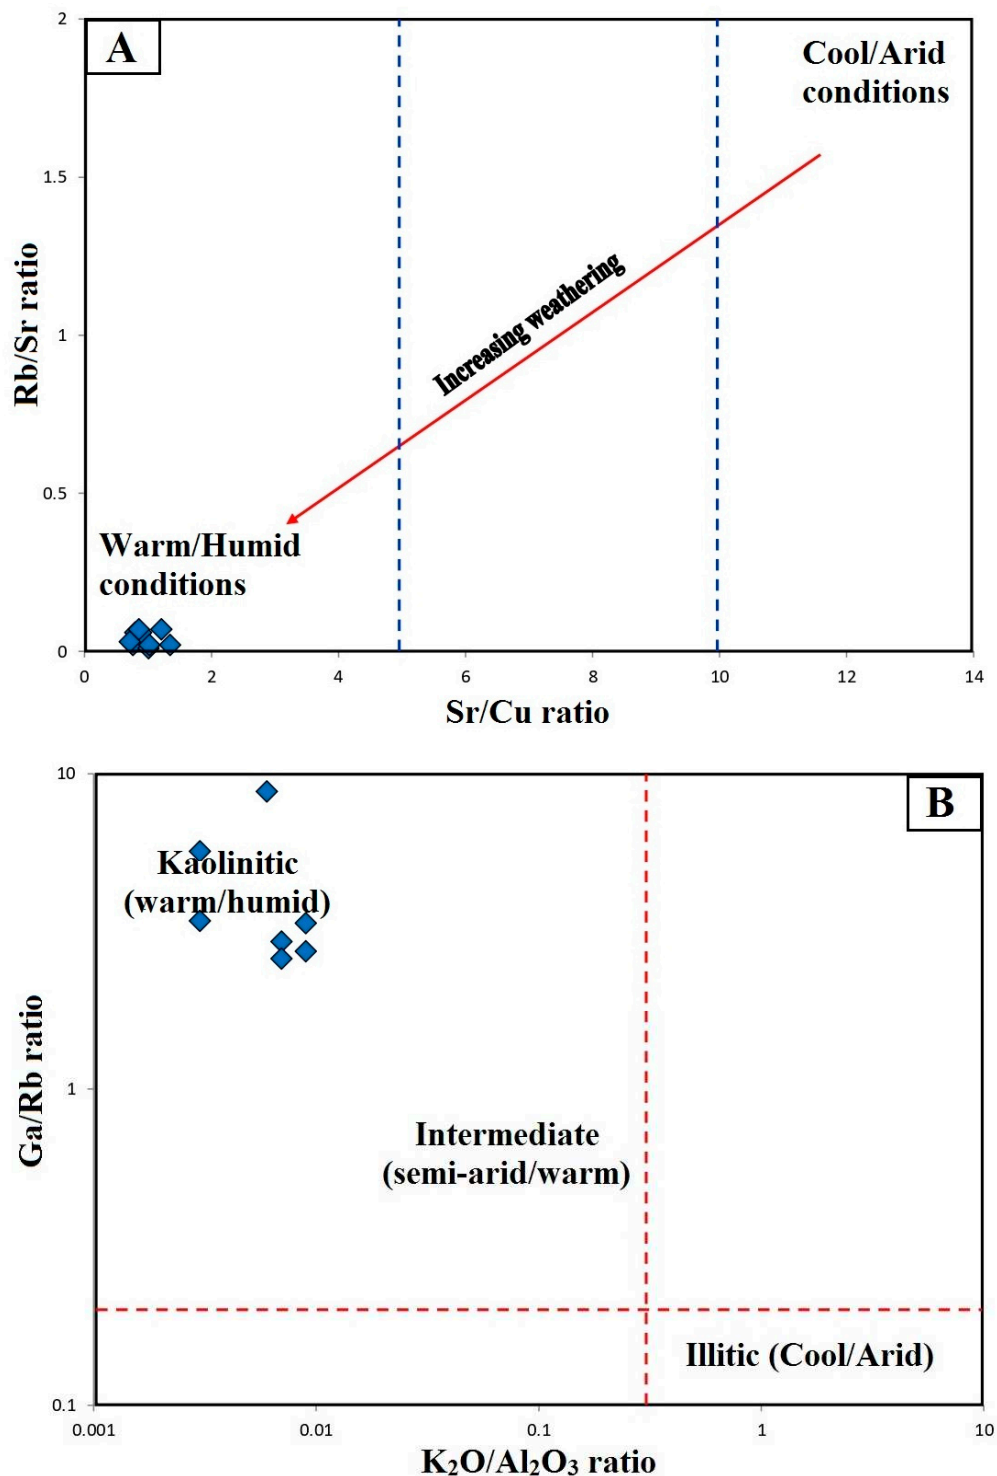 A
2
Cool/Arid
conditions
1.5
Increasing weathering
Rb/Sr ratio
1
0.5
Warm/Humid
conditions
0
0 2 4 6 8 10 12 14
Sr/Cu ratio
10
B
Kaolinitic
(warm/humid)
Ga/Rb ratio
1
Intermediate
(semi-arid/warm)
Illitic (Cool/Arid)
0.1
0.001 0.01 0.1 1 10
K₂O/Al₂O₃ ratio